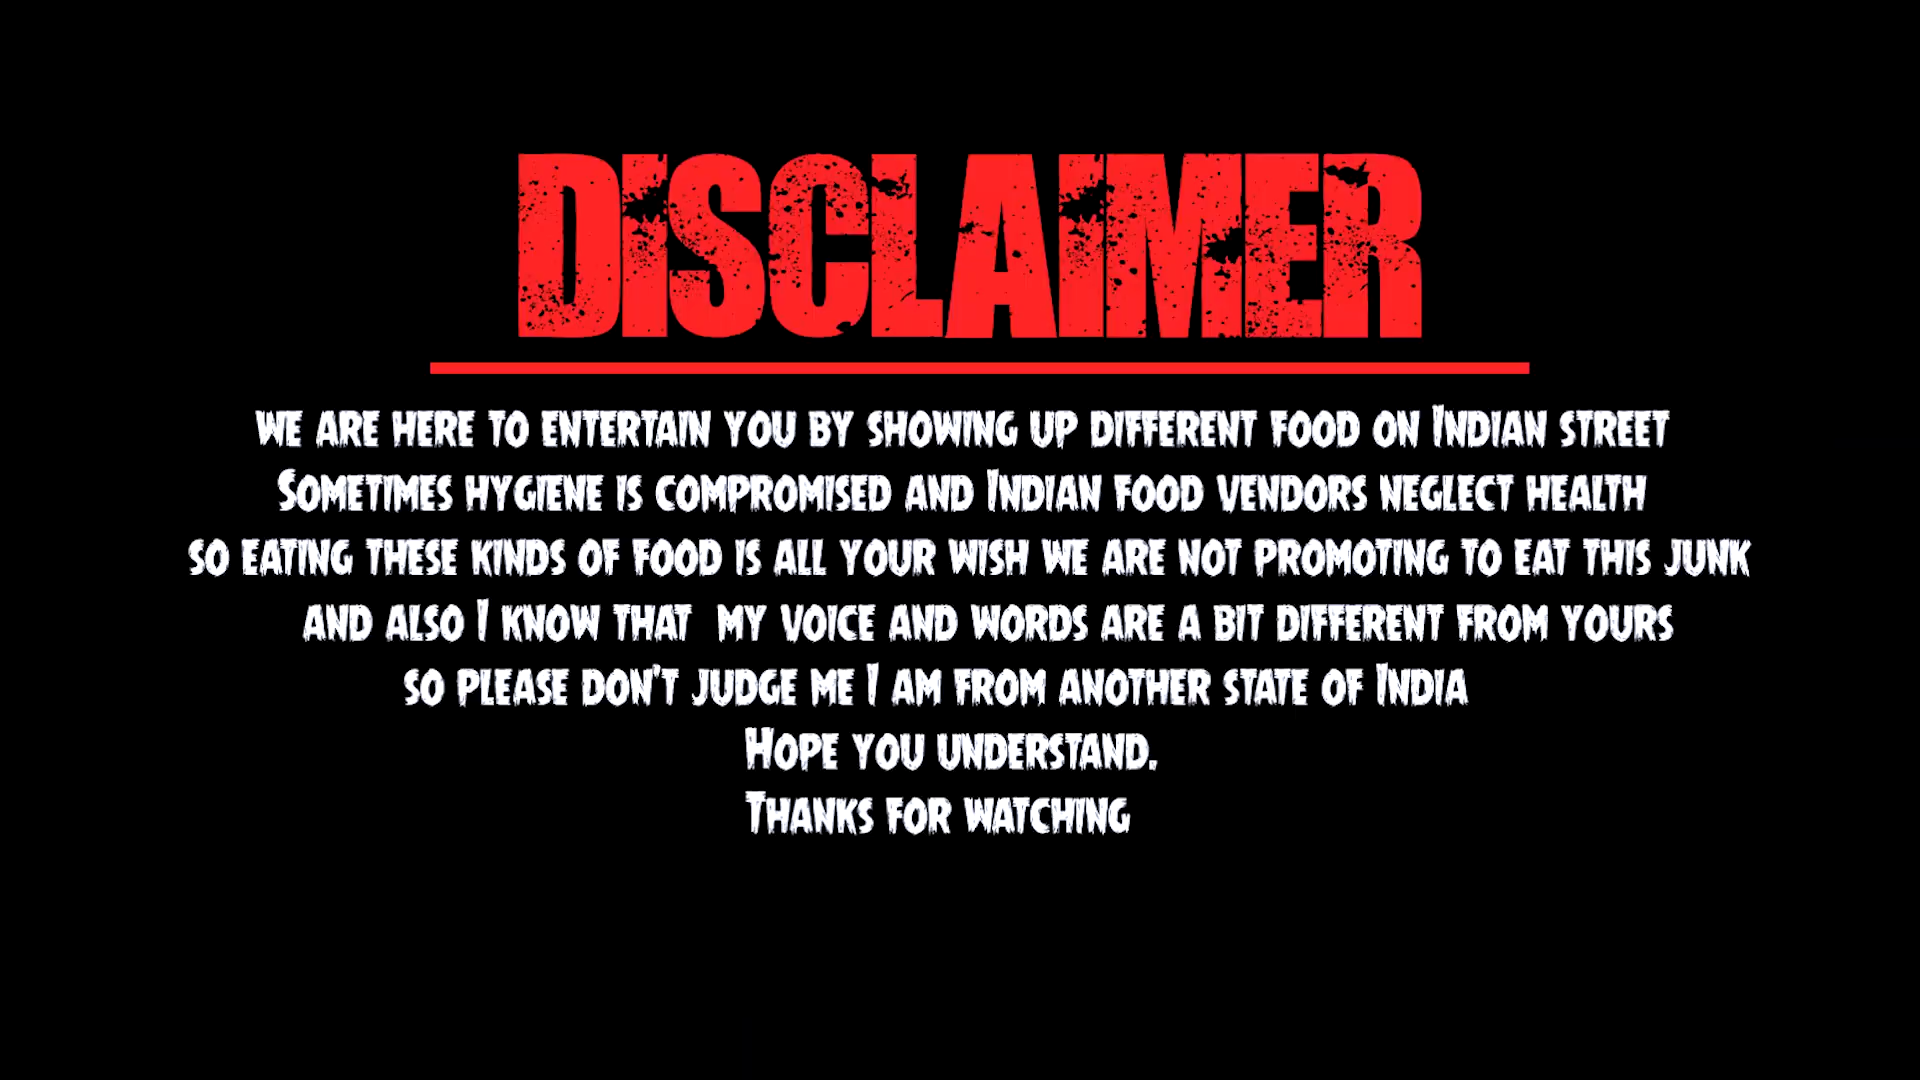 DISCLAIMER
WE ARE HERE TO ENTERTAIN YOU BY SHOWING UP DIFFERENT FOOD ON INDIAN STREET
SOMETIMES HYGIENE IS COMPROMISED AND INDIAN FOOD VENDORS NEGLECT HEALTH
SO EATING THESE KINDS OF FOOD IS ALL YOUR WISH WE ARE NOT PROMOTING TO EAT THIS JUNK
AND ALSO I KNOW THAT MY VOICE AND WORDS ARE A BIT DIFFERENT FROM YOURS
SO PLEASE DON'T JUDGE ME I AM FROM ANOTHER STATE OF INDIA
HOPE YOU UNDERSTAND.
THANKS FOR WATCHING